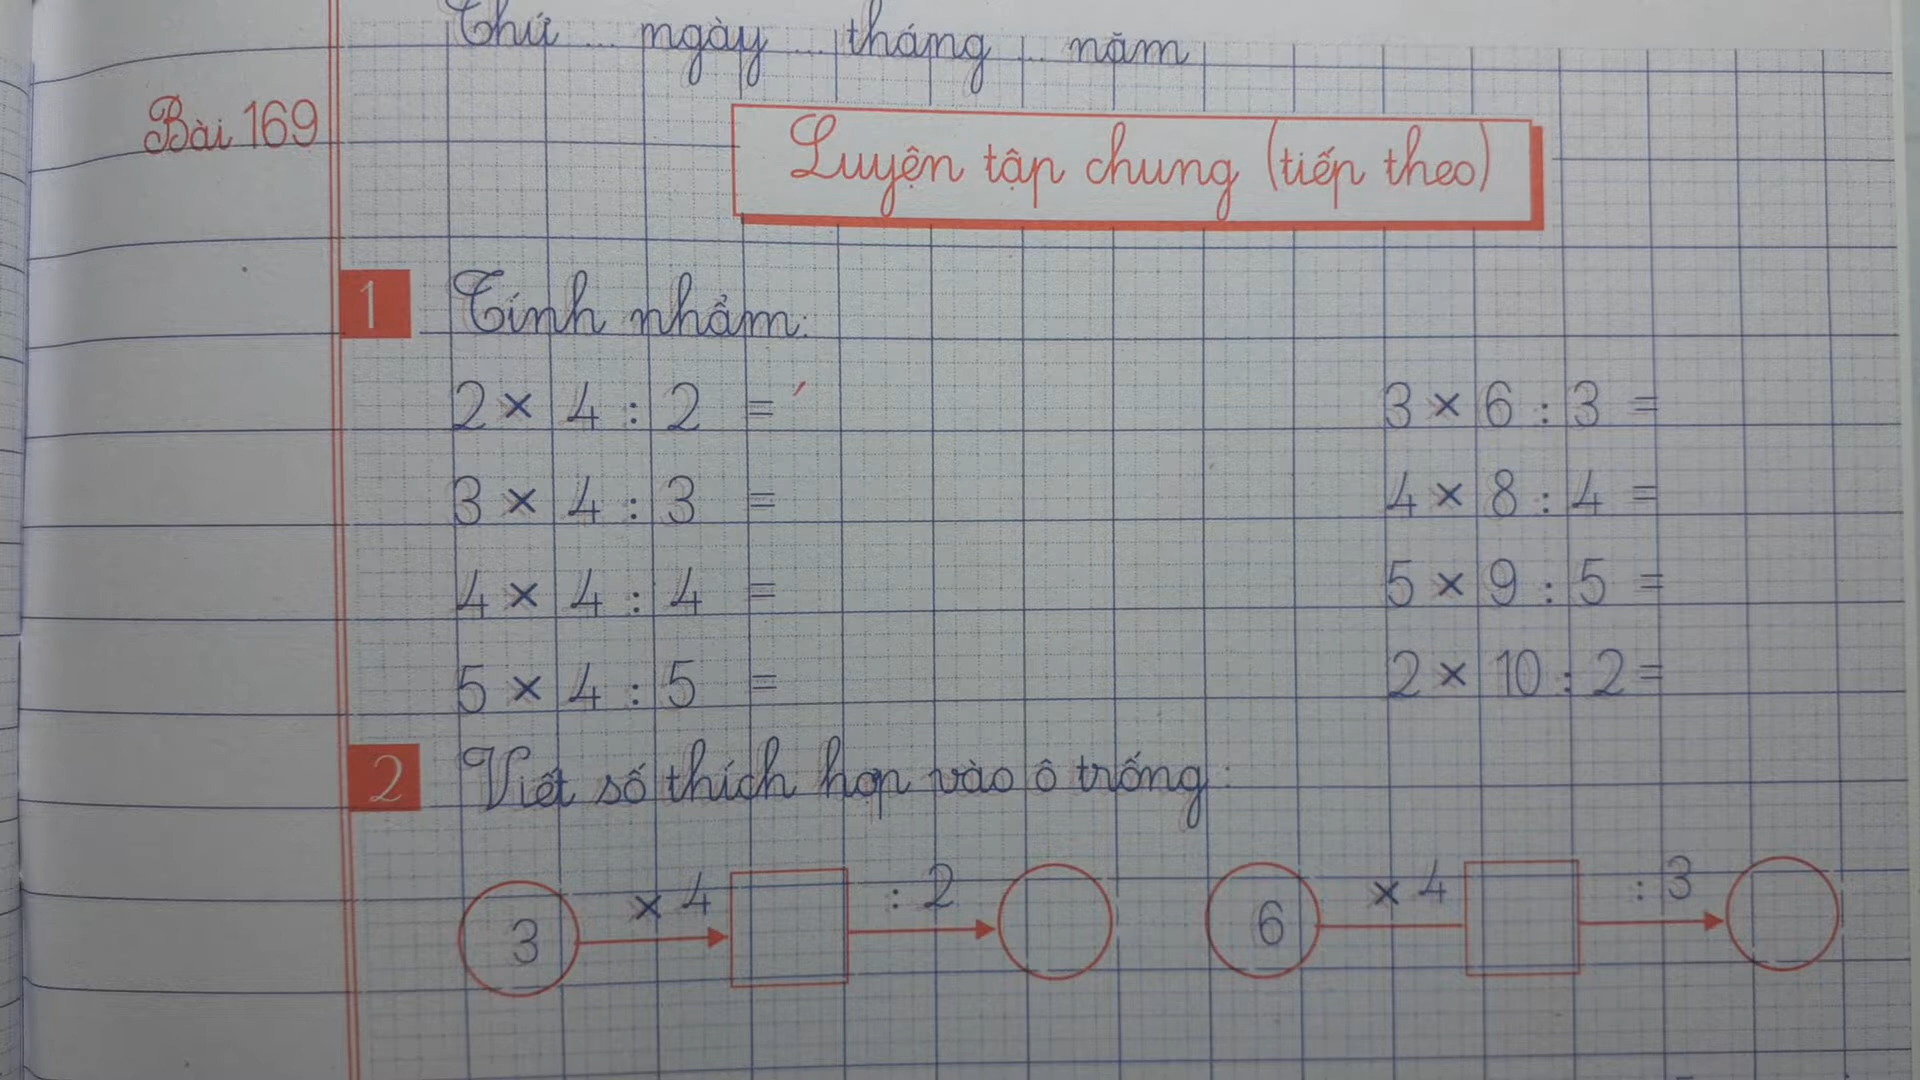 Thứ ... ngày ... tháng ... năm
Bài 169
Luyện tập chung (tiếp theo)
1 Tính nhẩm:
2 × 4 : 2 =
3 × 6 : 3 =
3 × 4 : 3 =
4 × 8 : 4 =
4 × 4 : 4 =
5 × 9 : 5 =
5 × 4 : 5 =
2 × 10 : 2 =
2 Viết số thích hợp vào ô trống:
3 × 4 : 2
6 × 4 : 3